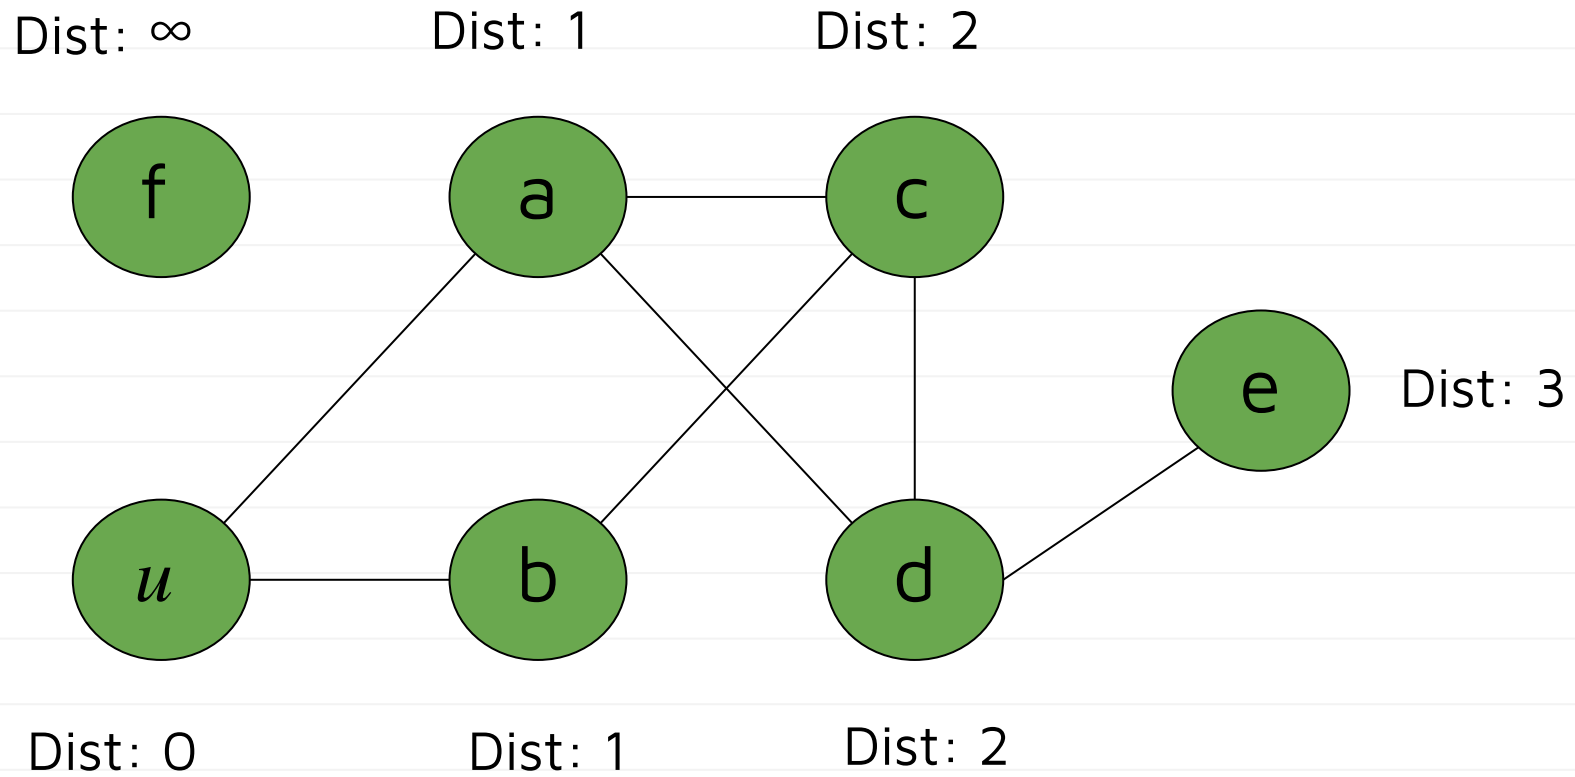 Dist: ∞
Dist: 1
Dist: 2
f
a
c
e
Dist: 3
u
b
d
Dist: 0
Dist: 1
Dist: 2